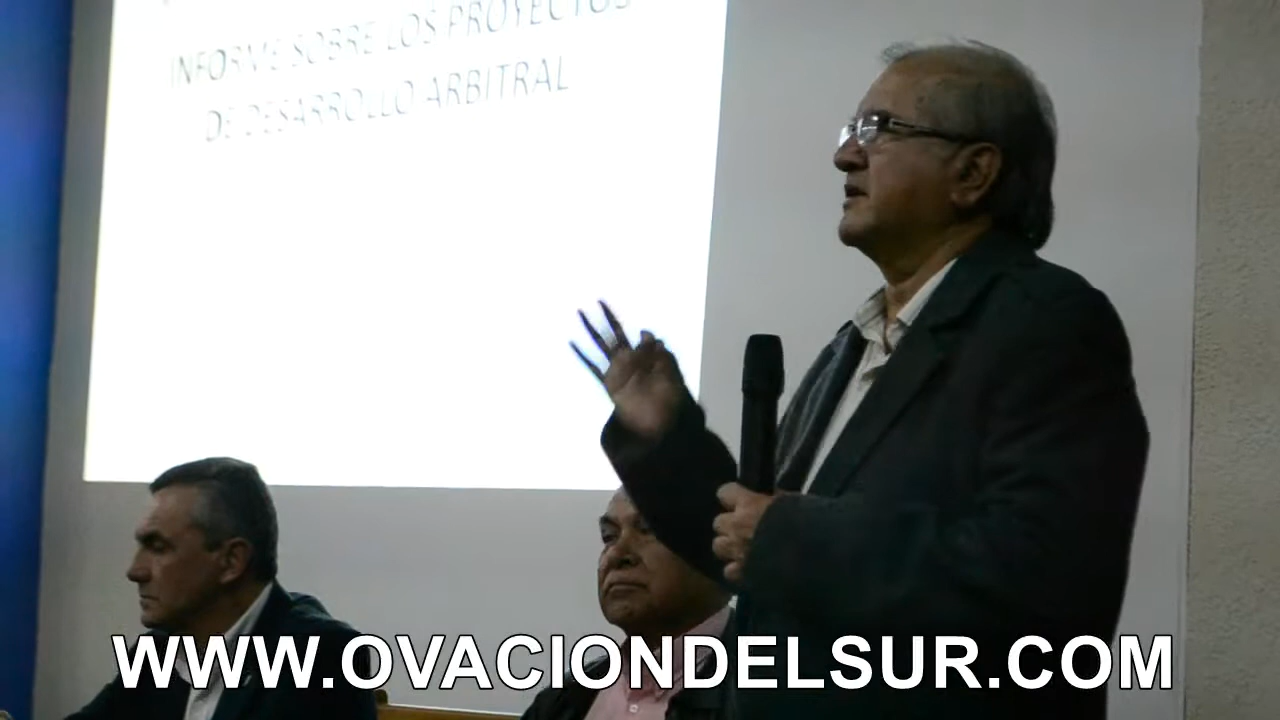 INFORME SOBRE LOS PROYECTOS
DE DESARROLLO ARBITRAL
WWW.OVACIONDELSUR.COM